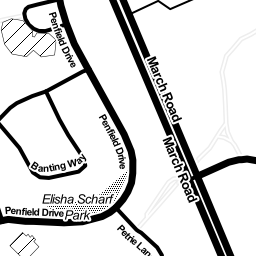 Penfield Drive
March Road
Penfield Drive
March Road
Banting Way
Elisha Scharf
Park
Penfield Drive
Petrie Lan